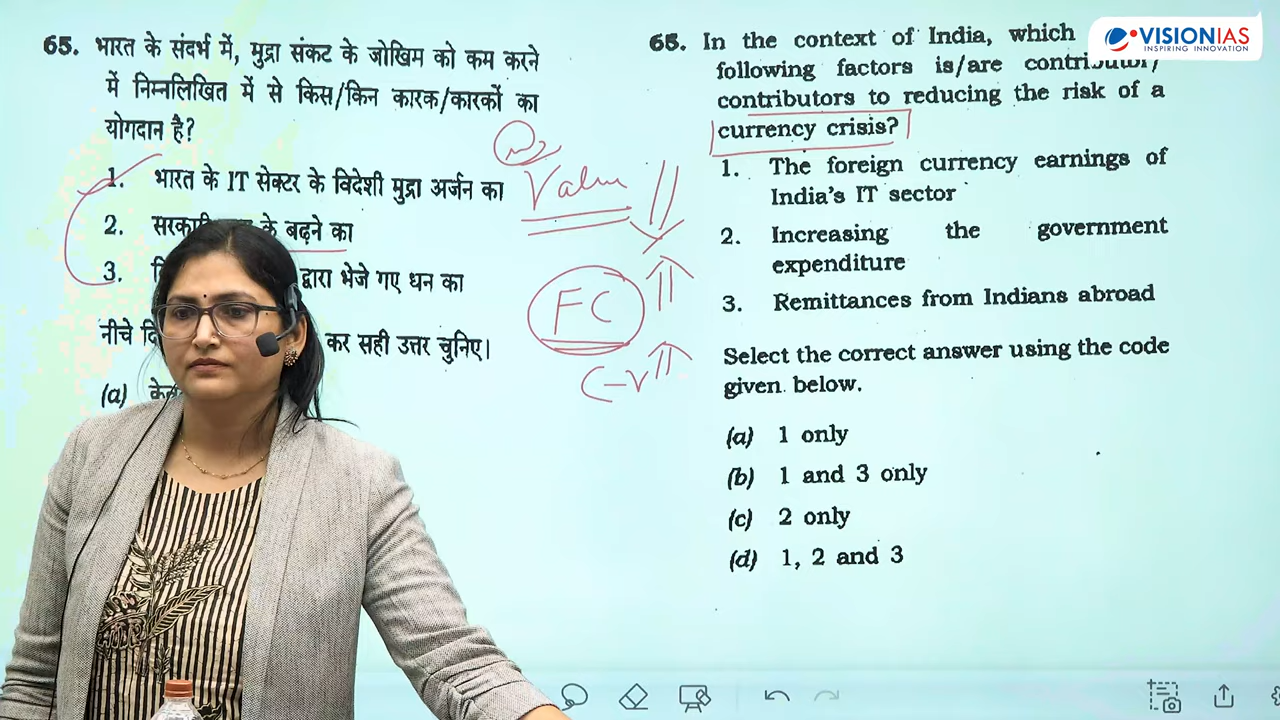 65. भारत के संदर्भ में, मुद्रा संकट के जोखिम को कम करने
में निम्नलिखित में से किस/किन कारक/कारकों का
योगदान है?
1. भारत के IT सेक्टर के विदेशी मुद्रा अर्जन का
2. के बढ़ने का
3. द्वारा भेजे गए धन का
नीचे कर सही उत्तर चुनिए।
(a)
Value
FC
VISIONIAS
INSPIRING INNOVATION
65. In the context of India, which
following factors is/are contributor/
contributors to reducing the risk of a
currency crisis?
1. The foreign currency earnings of
India's IT sector
2. Increasing the government
expenditure
3. Remittances from Indians abroad
Select the correct answer using the code
given below.
(a) 1 only
(b) 1 and 3 only
(c) 2 only
(d) 1, 2 and 3